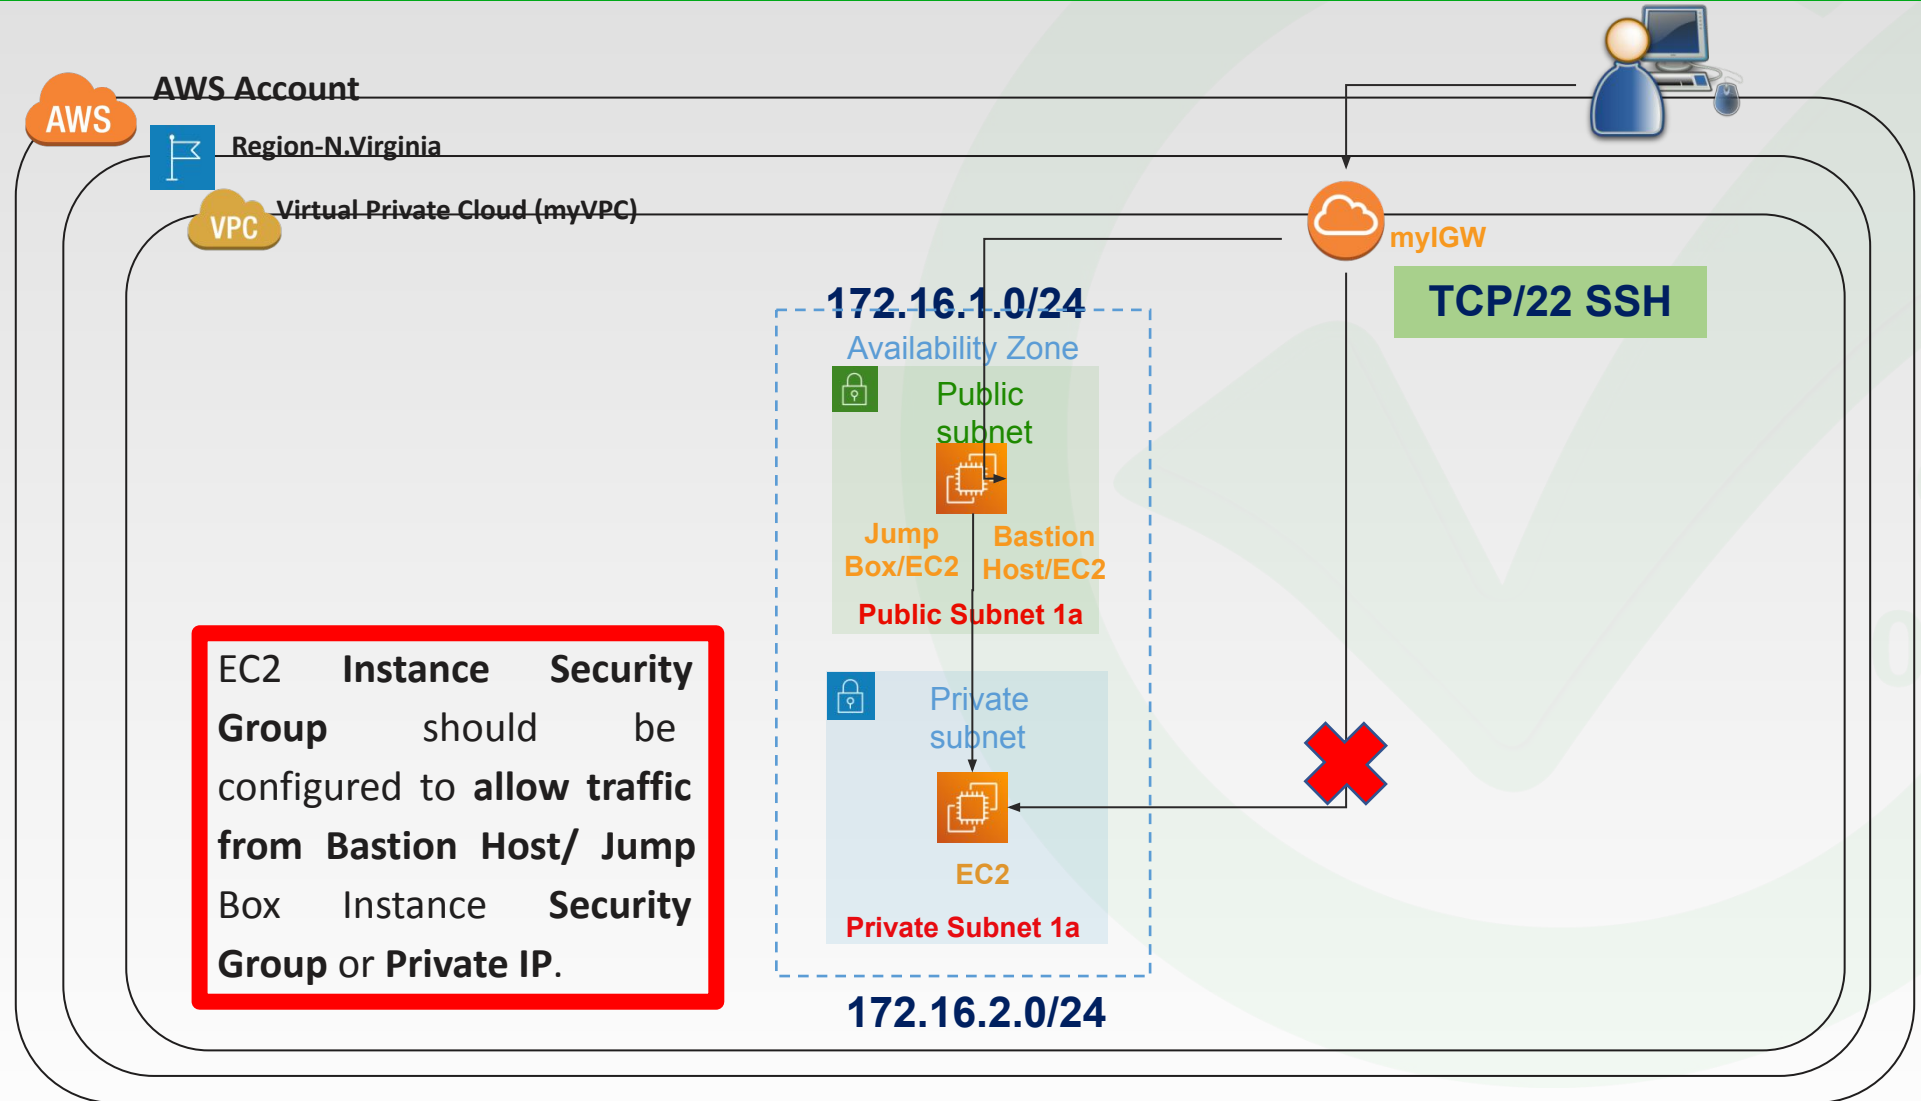 AWS Account
AWS
Region-N.Virginia
Virtual Private Cloud (myVPC)
VPC
myIGW
TCP/22 SSH
172.16.1.0/24
Availability Zone
Public
subnet
Jump
Box/EC2
Bastion
Host/EC2
Public Subnet 1a
EC2 Instance Security
Group should be
configured to allow traffic
from Bastion Host/ Jump
Box Instance Security
Group or Private IP.
Private
subnet
EC2
Private Subnet 1a
172.16.2.0/24